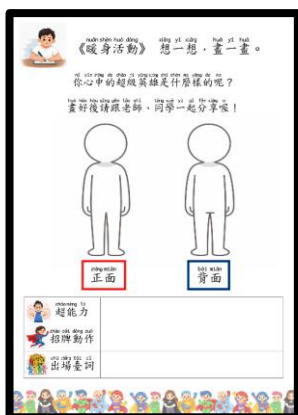 《暖身活動》 想一想，畫一畫。
你心中的超級英雄是什麼樣的呢？
畫好後請跟老師、同學一起分享喔！
正面
背面
超能力
招牌動作
出場臺詞